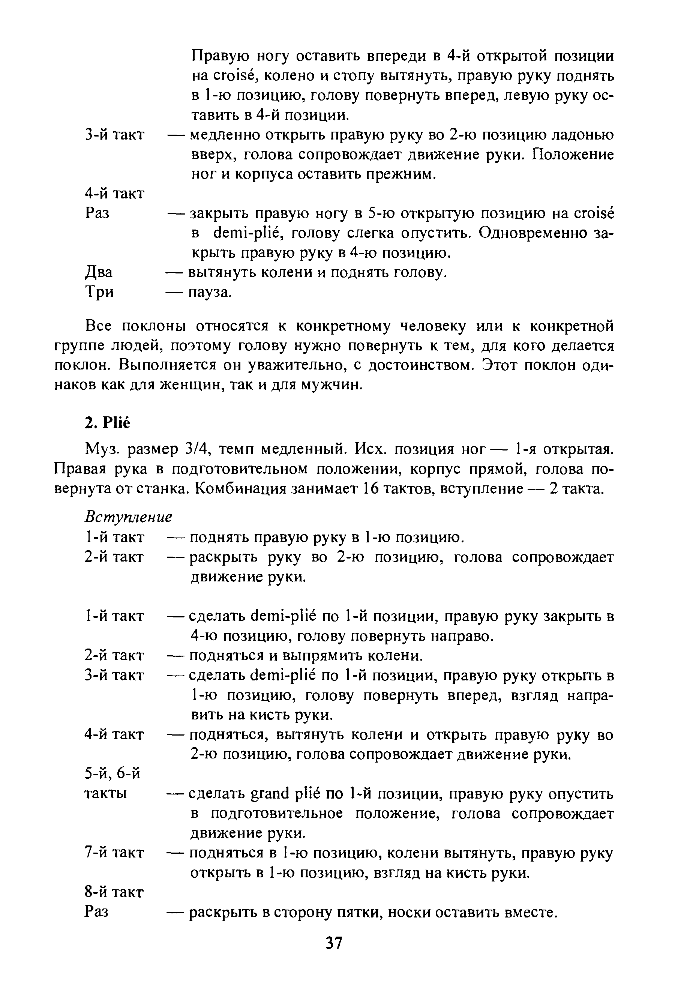 Правую ногу оставить впереди в 4-й открытой позиции
на croisé, колено и стопу вытянуть, правую руку поднять
в 1-ю позицию, голову повернуть вперед, левую руку ос-
тавить в 4-й позиции.
3-й такт — медленно открыть правую руку во 2-ю позицию ладонью
вверх, голова сопровождает движение руки. Положение
ног и корпуса оставить прежним.
4-й такт
Раз — закрыть правую ногу в 5-ю открытую позицию на croisé
в demi-plié, голову слегка опустить. Одновременно за-
крыть правую руку в 4-ю позицию.
Два — вытянуть колени и поднять голову.
Три — пауза.
Все поклоны относятся к конкретному человеку или к конкретной
группе людей, поэтому голову нужно повернуть к тем, для кого делается
поклон. Выполняется он уважительно, с достоинством. Этот поклон оди-
наков как для женщин, так и для мужчин.
2. Plié
Муз. размер 3/4, темп медленный. Исх. позиция ног — 1-я открытая.
Правая рука в подготовительном положении, корпус прямой, голова по-
вернута от станка. Комбинация занимает 16 тактов, вступление — 2 такта.
Вступление
1-й такт — поднять правую руку в 1-ю позицию.
2-й такт — раскрыть руку во 2-ю позицию, голова сопровождает
движение руки.
1-й такт — сделать demi-plié по 1-й позиции, правую руку закрыть в
4-ю позицию, голову повернуть направо.
2-й такт — подняться и выпрямить колени.
3-й такт — сделать demi-plié по 1-й позиции, правую руку открыть в
1-ю позицию, голову повернуть вперед, взгляд напра-
вить на кисть руки.
4-й такт — подняться, вытянуть колени и открыть правую руку во
2-ю позицию, голова сопровождает движение руки.
5-й, 6-й
такты — сделать grand plié по 1-й позиции, правую руку опустить
в подготовительное положение, голова сопровождает
движение руки.
7-й такт — подняться в 1-ю позицию, колени вытянуть, правую руку
открыть в 1-ю позицию, взгляд на кисть руки.
8-й такт
Раз — раскрыть в сторону пятки, носки оставить вместе.
37